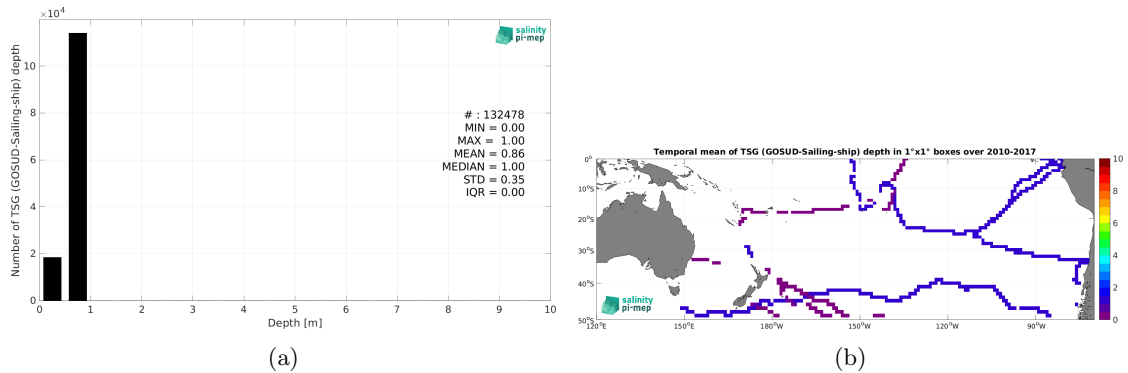 ×10⁴
10
8
6
4
2
0
Number of TSG (GOSUD-Sailing-ship) depth
0 1 2 3 4 5 6 7 8 9 10
Depth [m]
salinity
pi-mep
# : 132478
MIN = 0.00
MAX = 1.00
MEAN = 0.86
MEDIAN = 1.00
STD = 0.35
IQR = 0.00
(a)
Temporal mean of TSG (GOSUD-Sailing-ship) depth in 1°x1° boxes over 2010-2017
0°
10°S
20°S
30°S
40°S
50°S
120°E 150°E 180°W 150°W 120°W 90°W
salinity
pi-mep
10
8
6
4
2
0
(b)